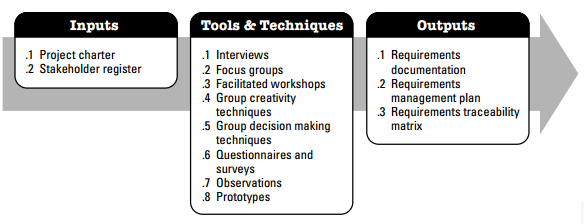 Inputs
.1 Project charter
.2 Stakeholder register
Tools & Techniques
.1 Interviews
.2 Focus groups
.3 Facilitated workshops
.4 Group creativity
techniques
.5 Group decision making
techniques
.6 Questionnaires and
surveys
.7 Observations
.8 Prototypes
Outputs
.1 Requirements
documentation
.2 Requirements
management plan
.3 Requirements traceability
matrix